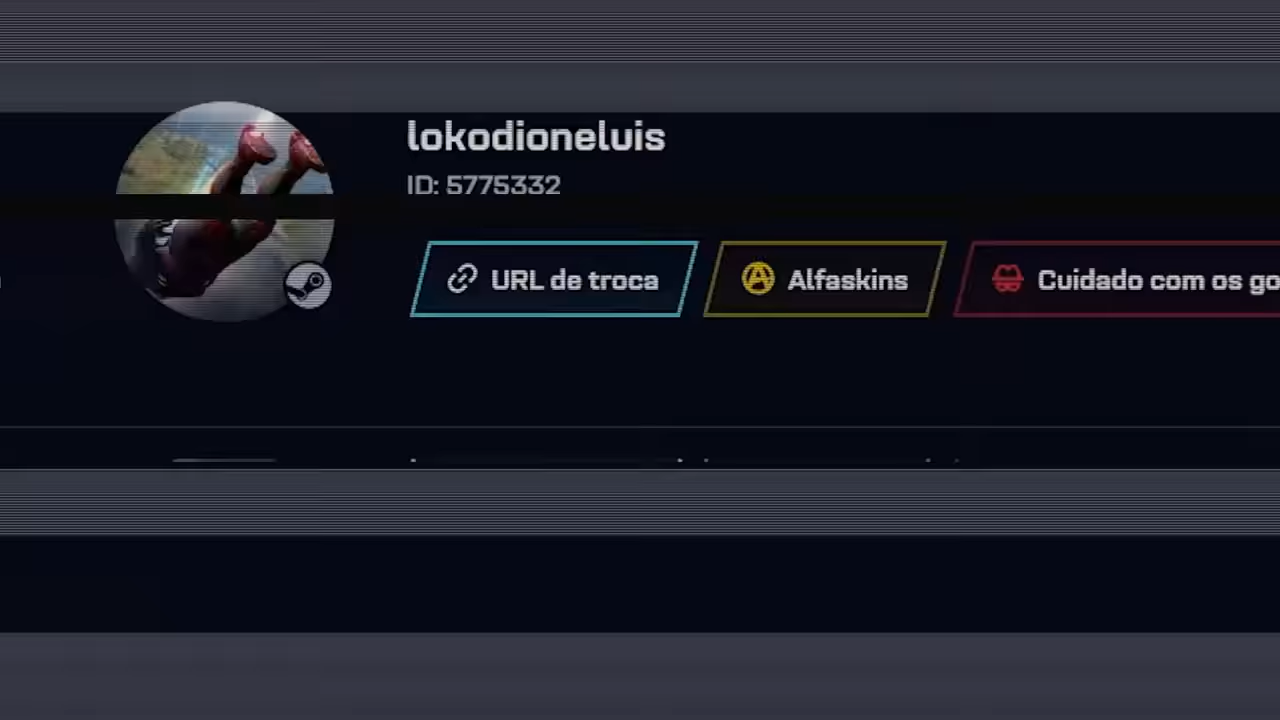 lokodioneluis
ID: 5775332
URL de troca
Alfaskins
Cuidado com os